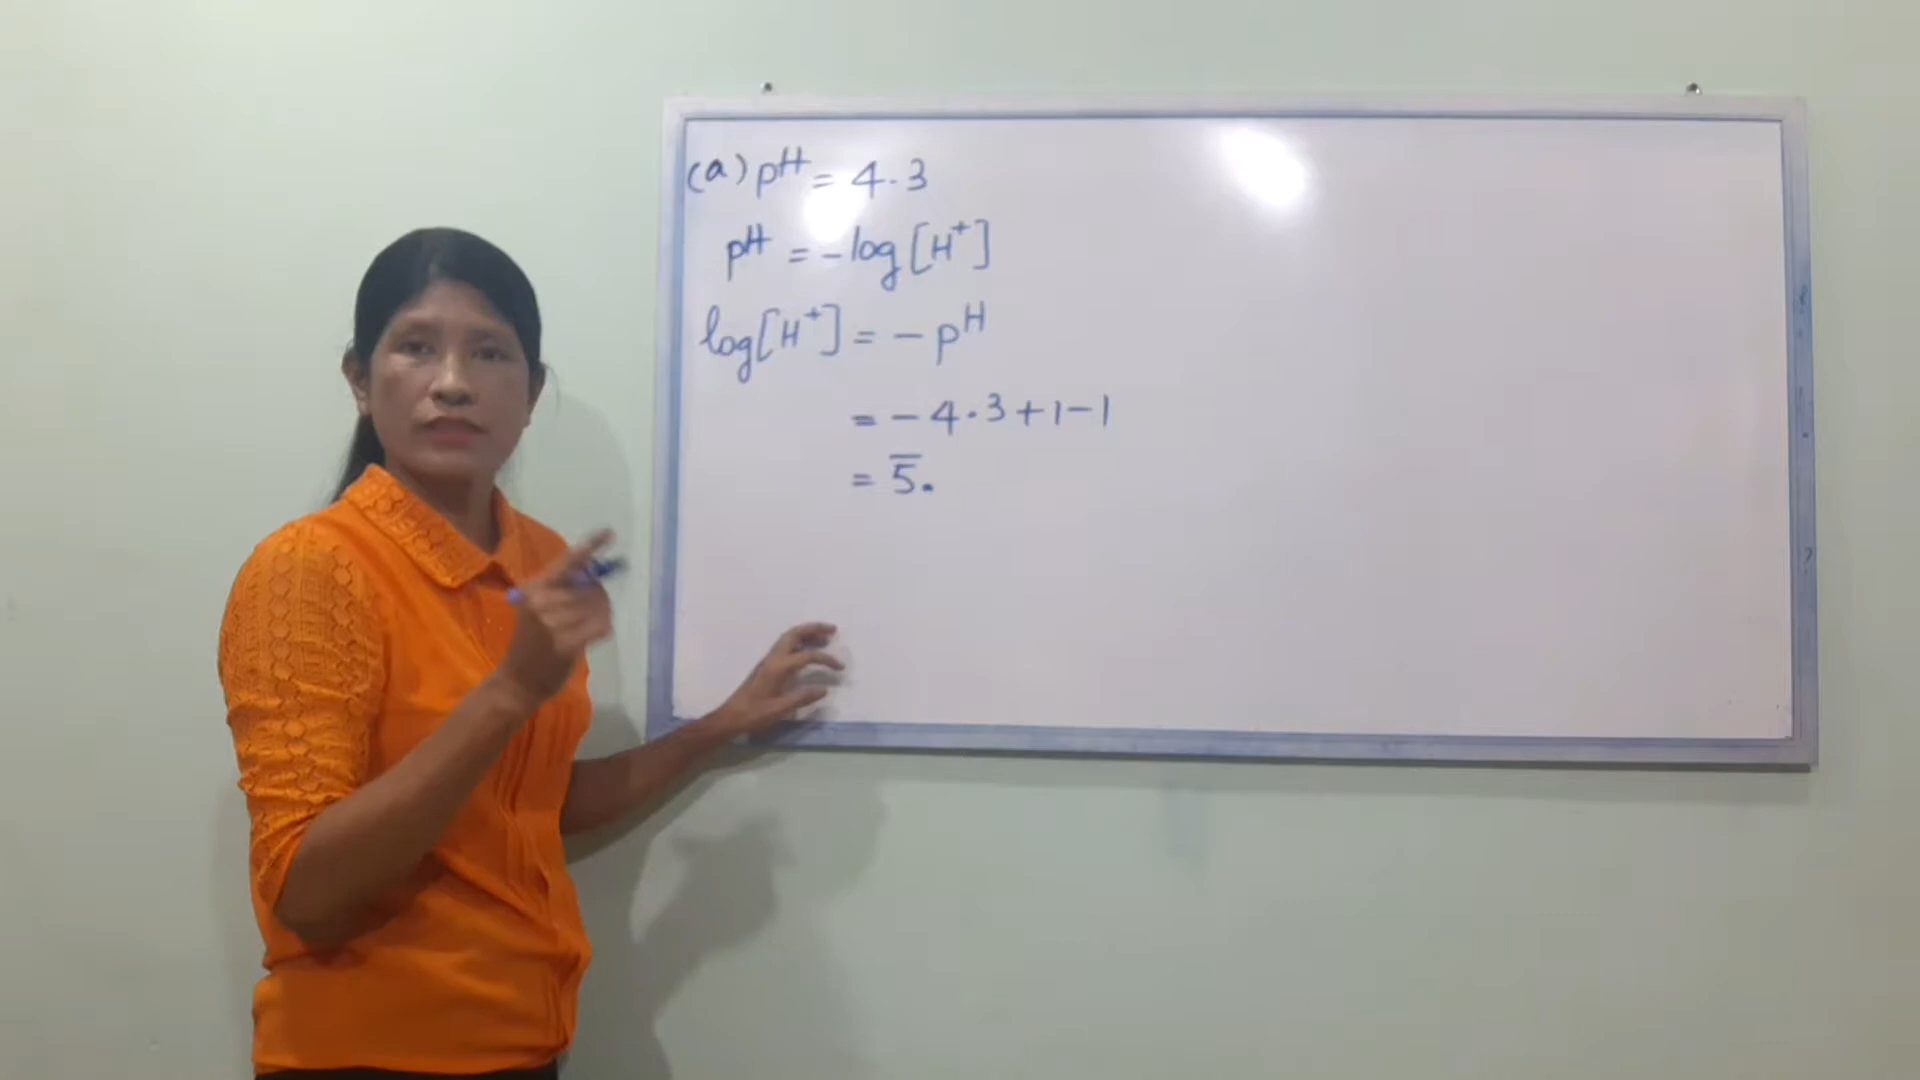 (a) pH = 4.3
pH = -log [H⁺]
log[H⁺] = - pH
= - 4.3 + 1 - 1
= 5̅.